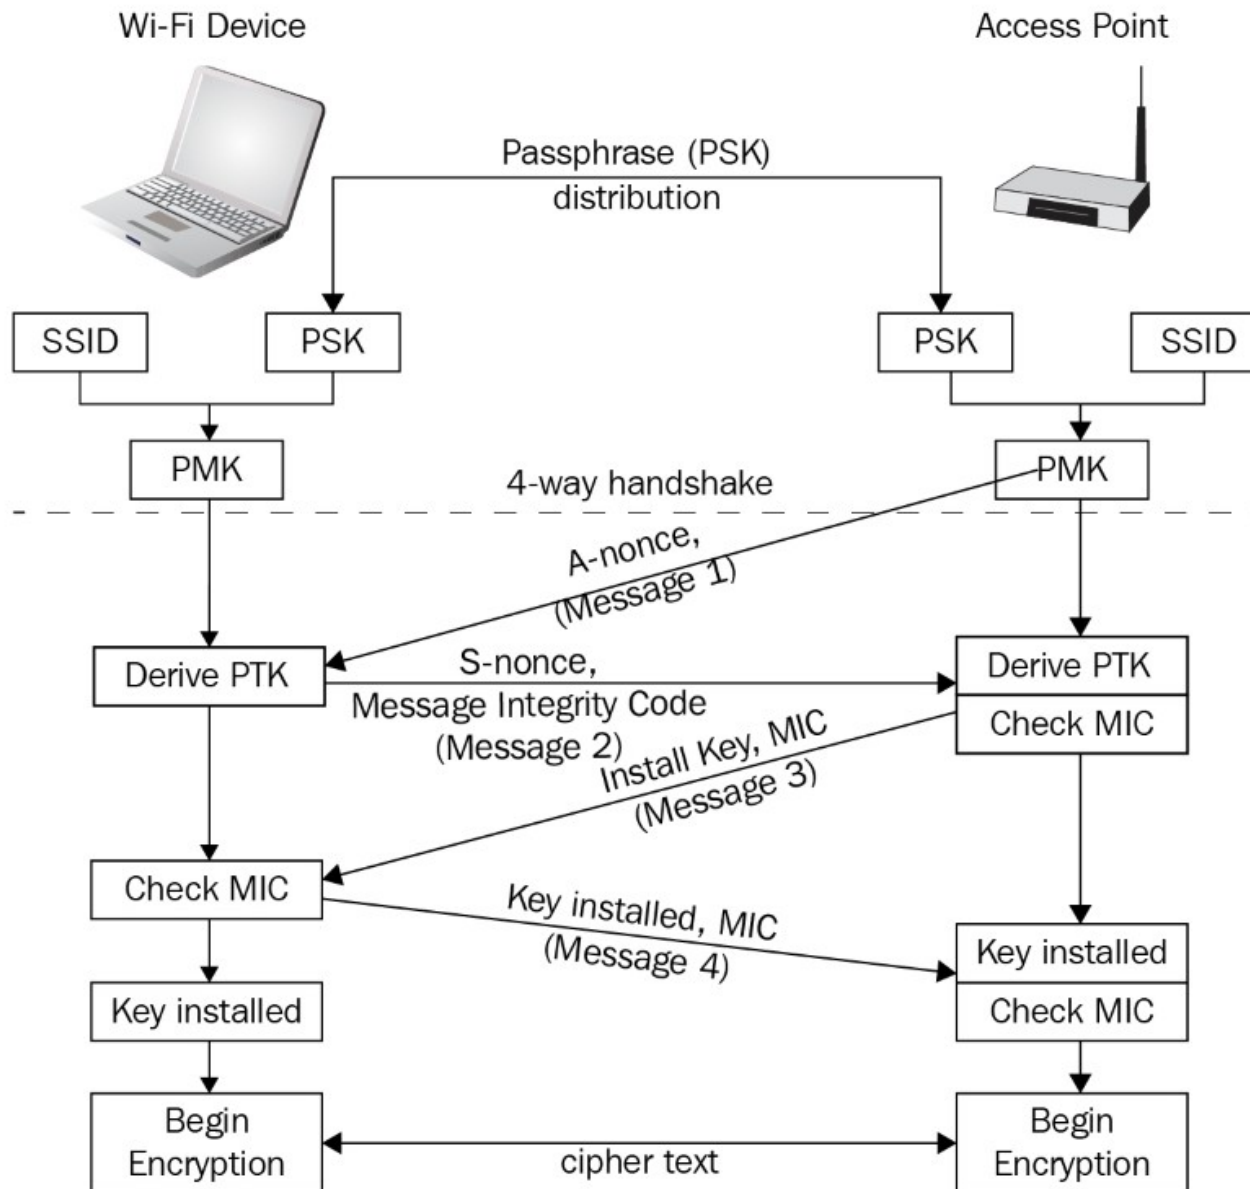 Wi-Fi Device
Access Point
Passphrase (PSK)
distribution
SSID
PSK
PSK
SSID
PMK
PMK
4-way handshake
A-nonce,
(Message 1)
Derive PTK
S-nonce,
Message Integrity Code
(Message 2)
Derive PTK
Check MIC
Install Key, MIC
(Message 3)
Check MIC
Key installed, MIC
(Message 4)
Key installed
Check MIC
Key installed
Begin
Encryption
cipher text
Begin
Encryption